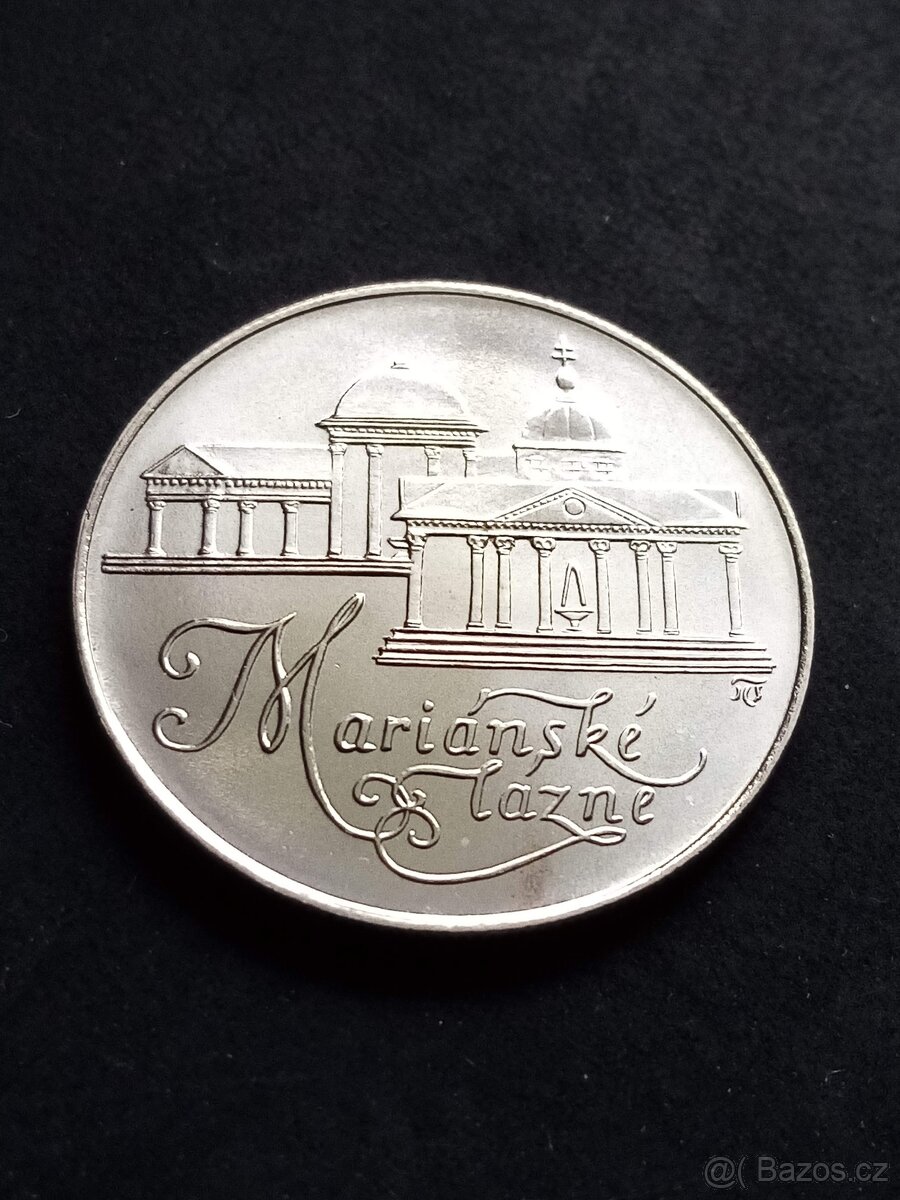 Mariánské
lázně
@( Bazos.cz